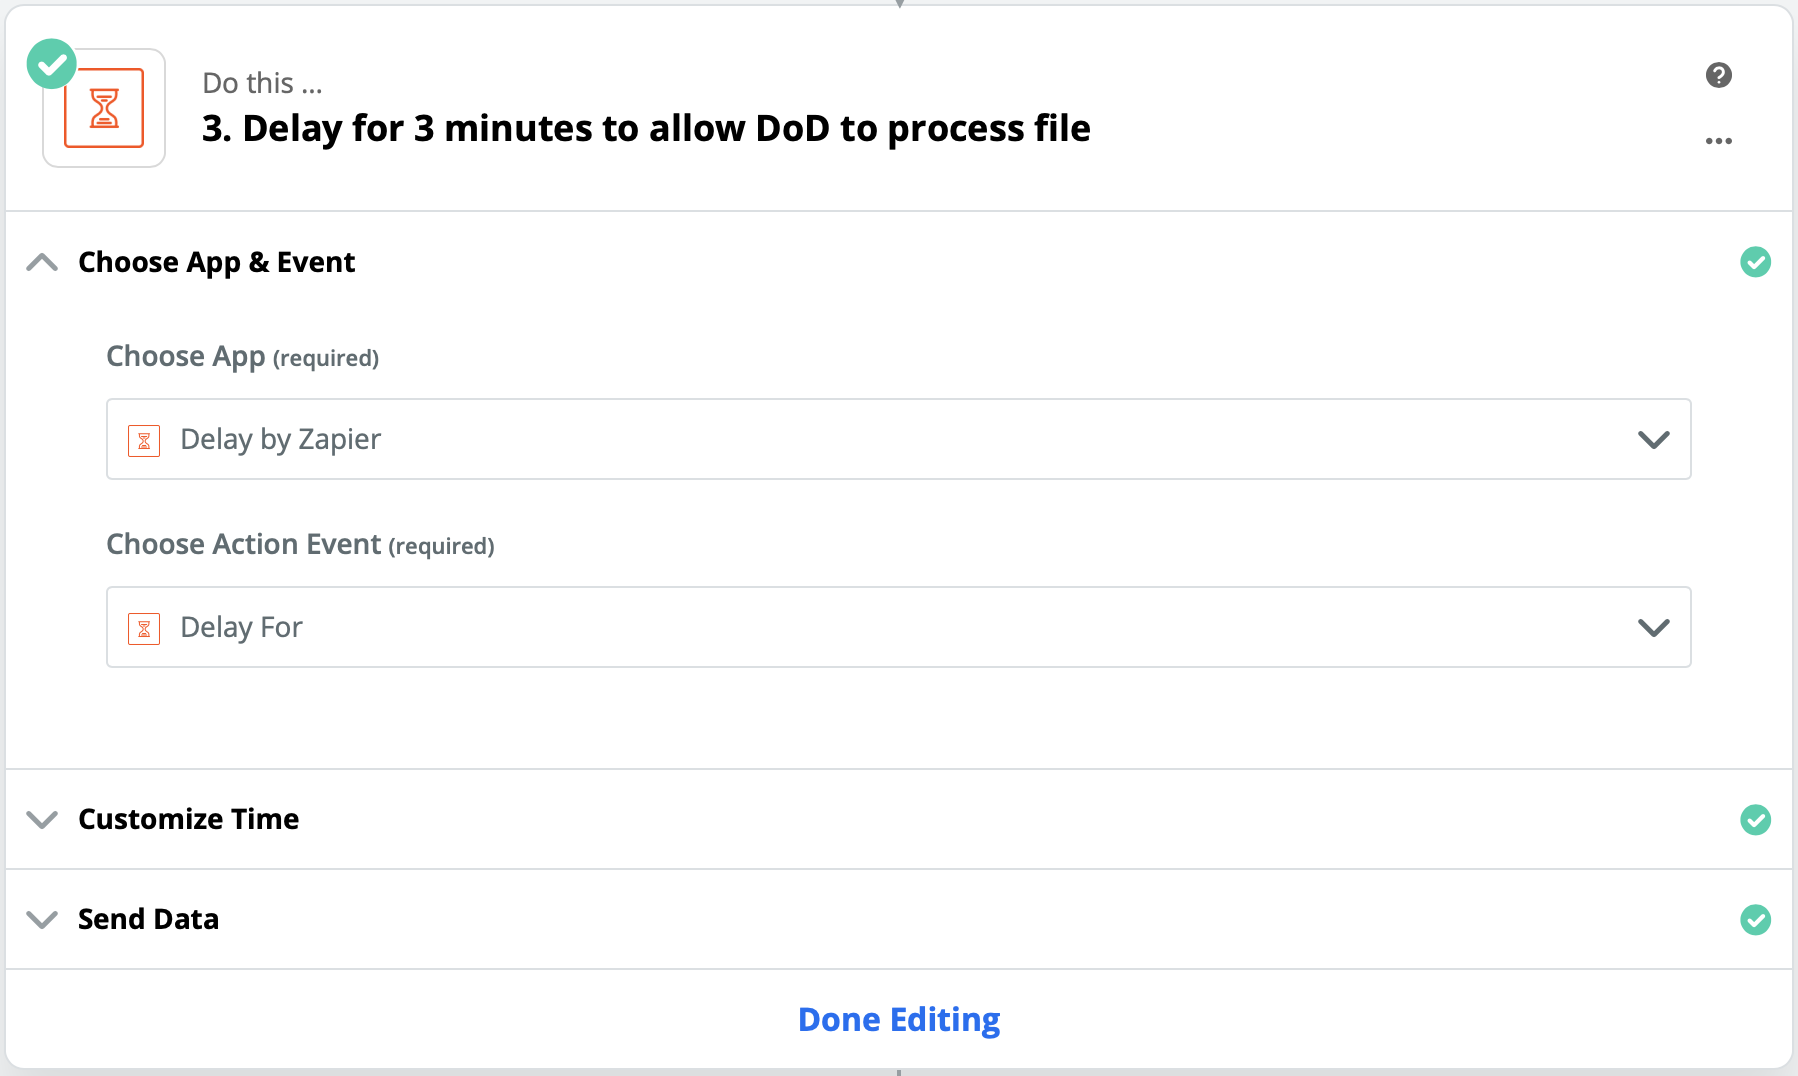 Do this ...
3. Delay for 3 minutes to allow DoD to process file
Choose App & Event
Choose App (required)
Delay by Zapier
Choose Action Event (required)
Delay For
Customize Time
Send Data
Done Editing